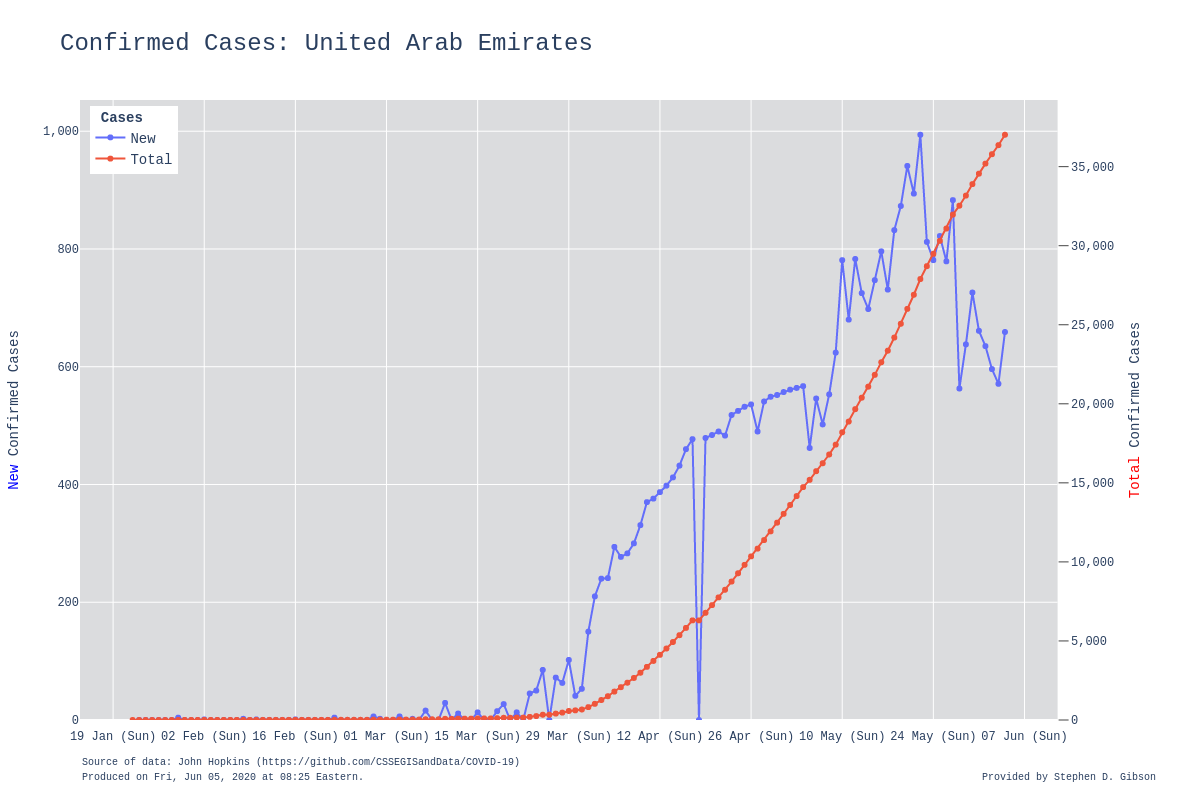 Confirmed Cases: United Arab Emirates
Cases
New
Total
1,000
800
600
400
200
0
35,000
30,000
25,000
20,000
15,000
10,000
5,000
0
New Confirmed Cases
Total Confirmed Cases
19 Jan (Sun) 02 Feb (Sun) 16 Feb (Sun) 01 Mar (Sun) 15 Mar (Sun) 29 Mar (Sun) 12 Apr (Sun) 26 Apr (Sun) 10 May (Sun) 24 May (Sun) 07 Jun (Sun)
Source of data: John Hopkins (https://github.com/CSSEGISandData/COVID-19)
Produced on Fri, Jun 05, 2020 at 08:25 Eastern.
Provided by Stephen D. Gibson